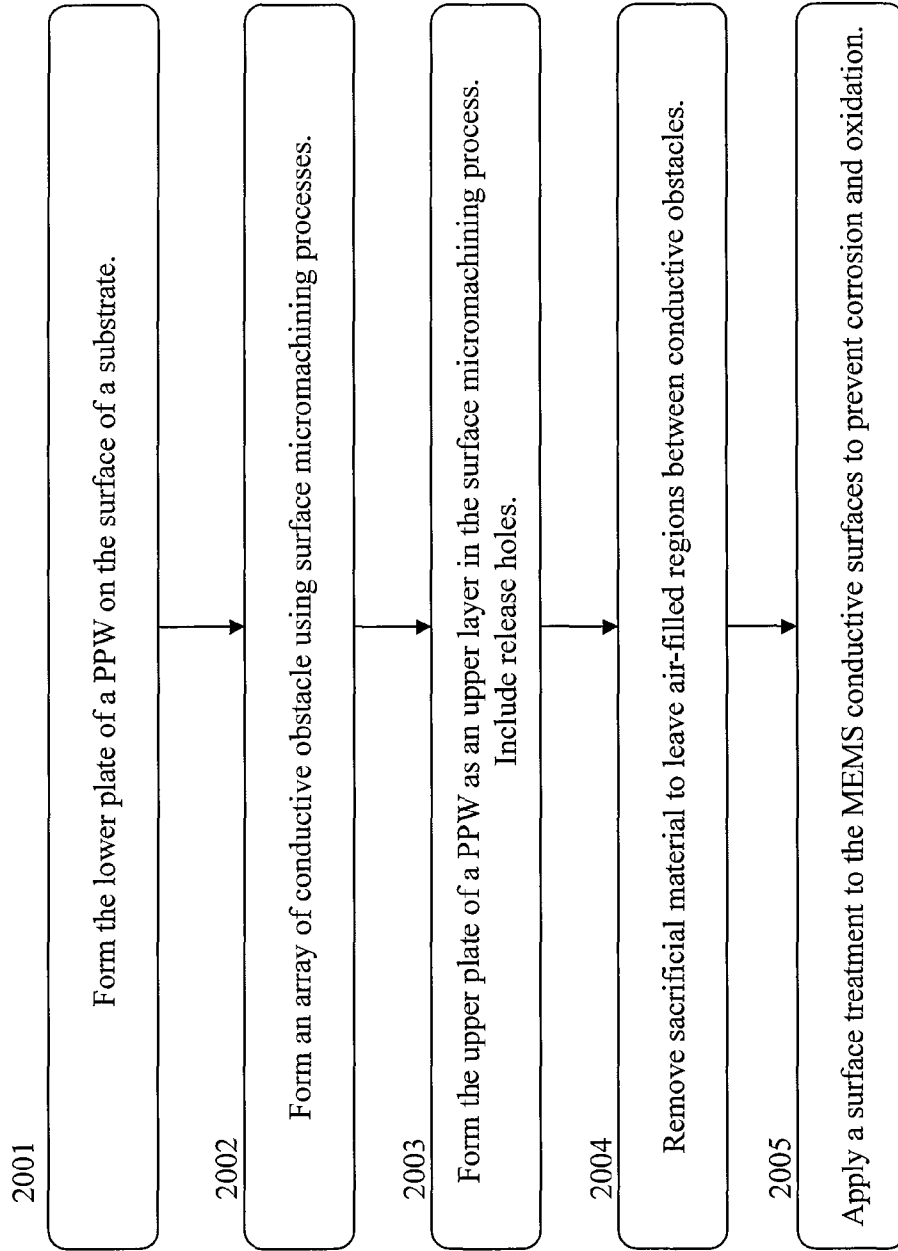 2001
Form the lower plate of a PPW on the surface of a substrate.
2002
Form an array of conductive obstacle using surface micromachining processes.
2003
Form the upper plate of a PPW as an upper layer in the surface micromachining process.
Include release holes.
2004
Remove sacrificial material to leave air-filled regions between conductive obstacles.
2005
Apply a surface treatment to the MEMS conductive surfaces to prevent corrosion and oxidation.